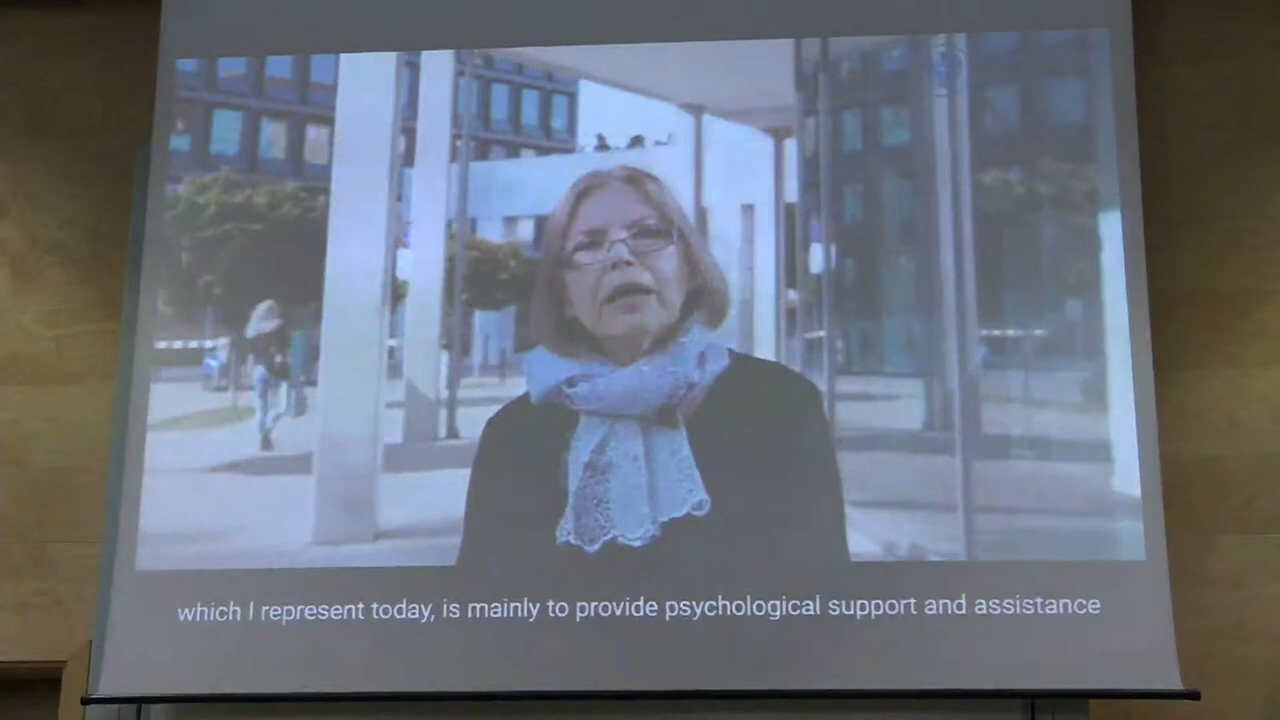 which I represent today, is mainly to provide psychological support and assistance